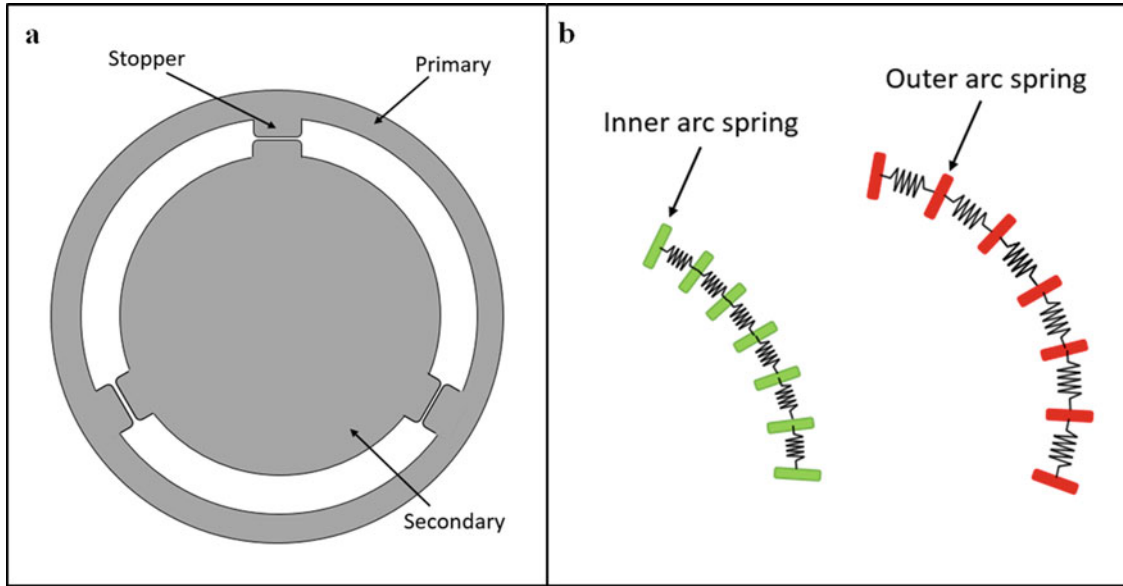 a
Stopper
Primary
Secondary
b
Outer arc spring
Inner arc spring